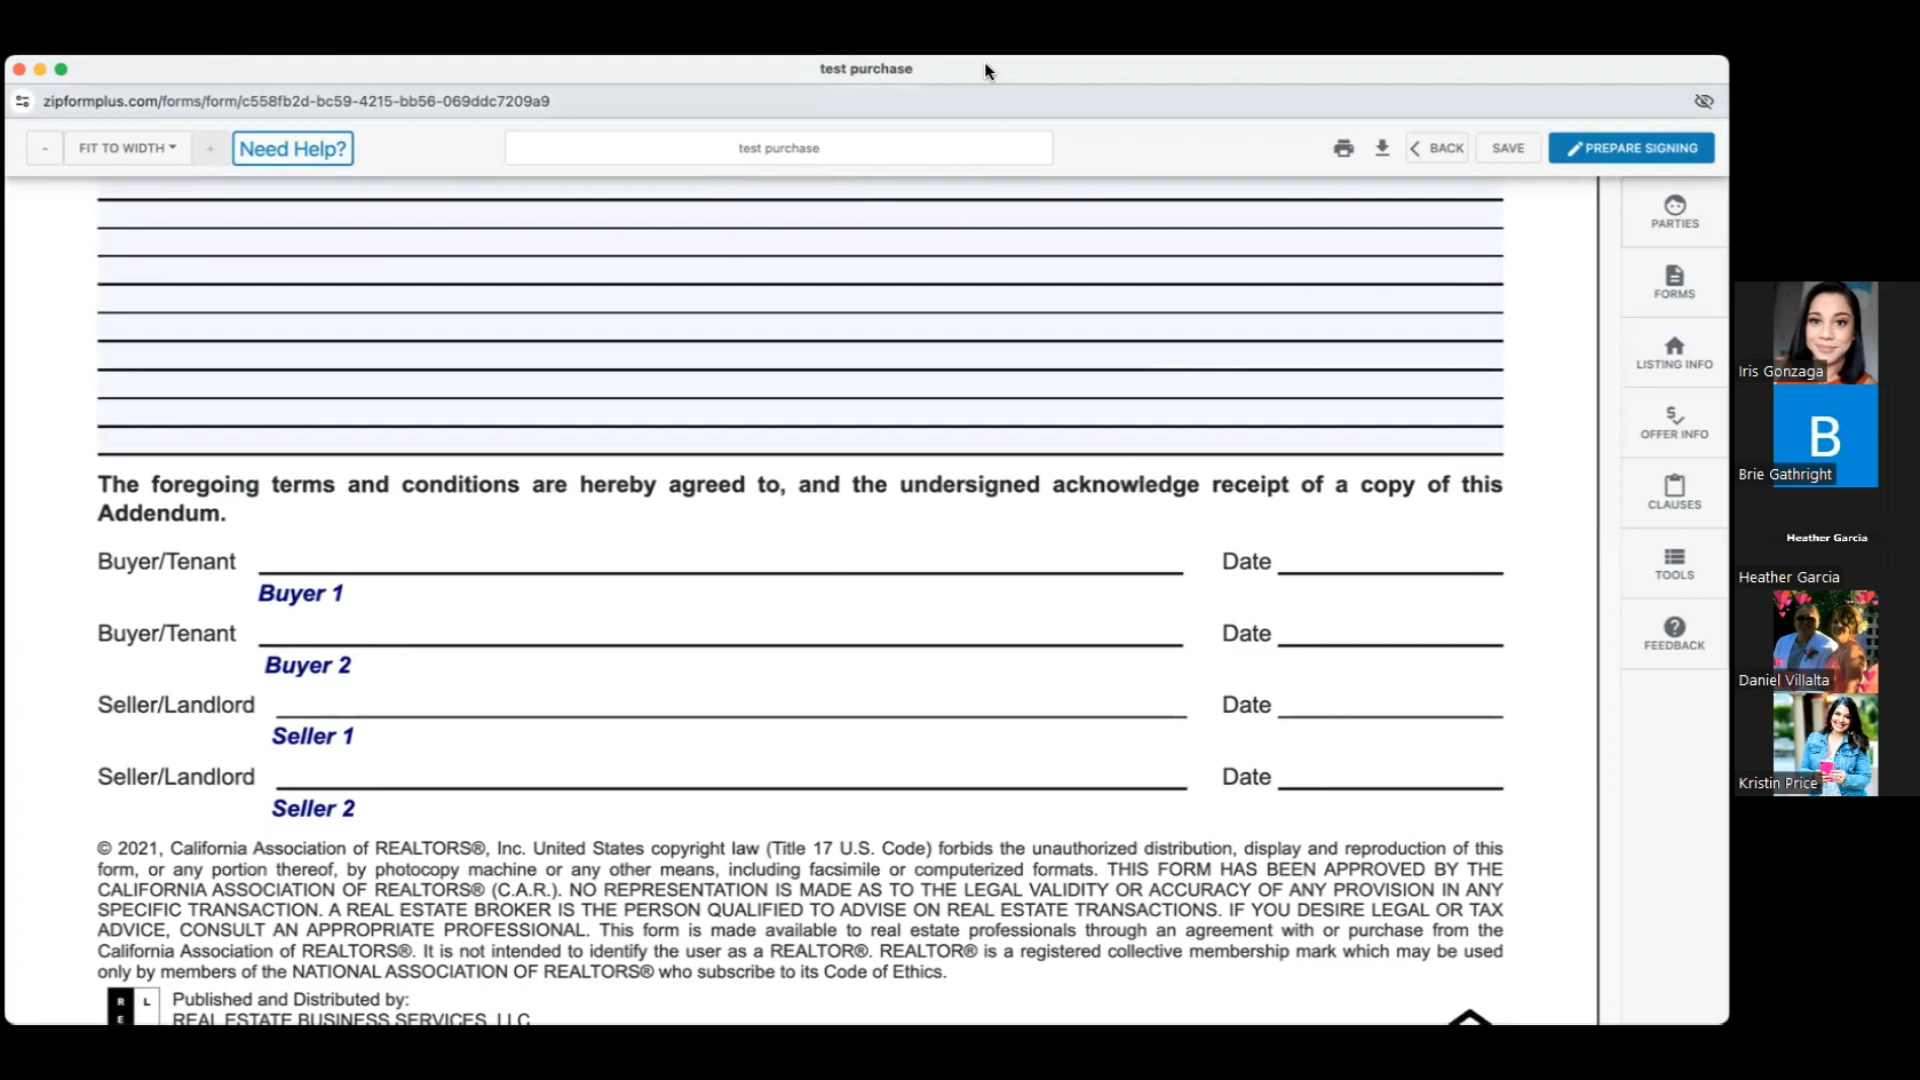 test purchase
zipformplus.com/forms/form/c558fb2d-bc59-4215-bb56-069ddc7209a9
- FIT TO WIDTH + Need Help? test purchase BACK SAVE PREPARE SIGNING
PARTIES
FORMS
LISTING INFO
OFFER INFO
CLAUSES
TOOLS
FEEDBACK
The foregoing terms and conditions are hereby agreed to, and the undersigned acknowledge receipt of a copy of this
Addendum.
Buyer/Tenant Date
Buyer 1
Buyer/Tenant Date
Buyer 2
Seller/Landlord Date
Seller 1
Seller/Landlord Date
Seller 2
© 2021, California Association of REALTORS®, Inc. United States copyright law (Title 17 U.S. Code) forbids the unauthorized distribution, display and reproduction of this
form, or any portion thereof, by photocopy machine or any other means, including facsimile or computerized formats. THIS FORM HAS BEEN APPROVED BY THE
CALIFORNIA ASSOCIATION OF REALTORS® (C.A.R.). NO REPRESENTATION IS MADE AS TO THE LEGAL VALIDITY OR ACCURACY OF ANY PROVISION IN ANY
SPECIFIC TRANSACTION. A REAL ESTATE BROKER IS THE PERSON QUALIFIED TO ADVISE ON REAL ESTATE TRANSACTIONS. IF YOU DESIRE LEGAL OR TAX
ADVICE, CONSULT AN APPROPRIATE PROFESSIONAL. This form is made available to real estate professionals through an agreement with or purchase from the
California Association of REALTORS®. It is not intended to identify the user as a REALTOR®. REALTOR® is a registered collective membership mark which may be used
only by members of the NATIONAL ASSOCIATION OF REALTORS® who subscribe to its Code of Ethics.
R L
E
Published and Distributed by:
REAL ESTATE BUSINESS SERVICES, LLC
Iris Gonzaga
B
Brie Gathright
Heather Garcia
Heather Garcia
Daniel Villalta
Kristin Price